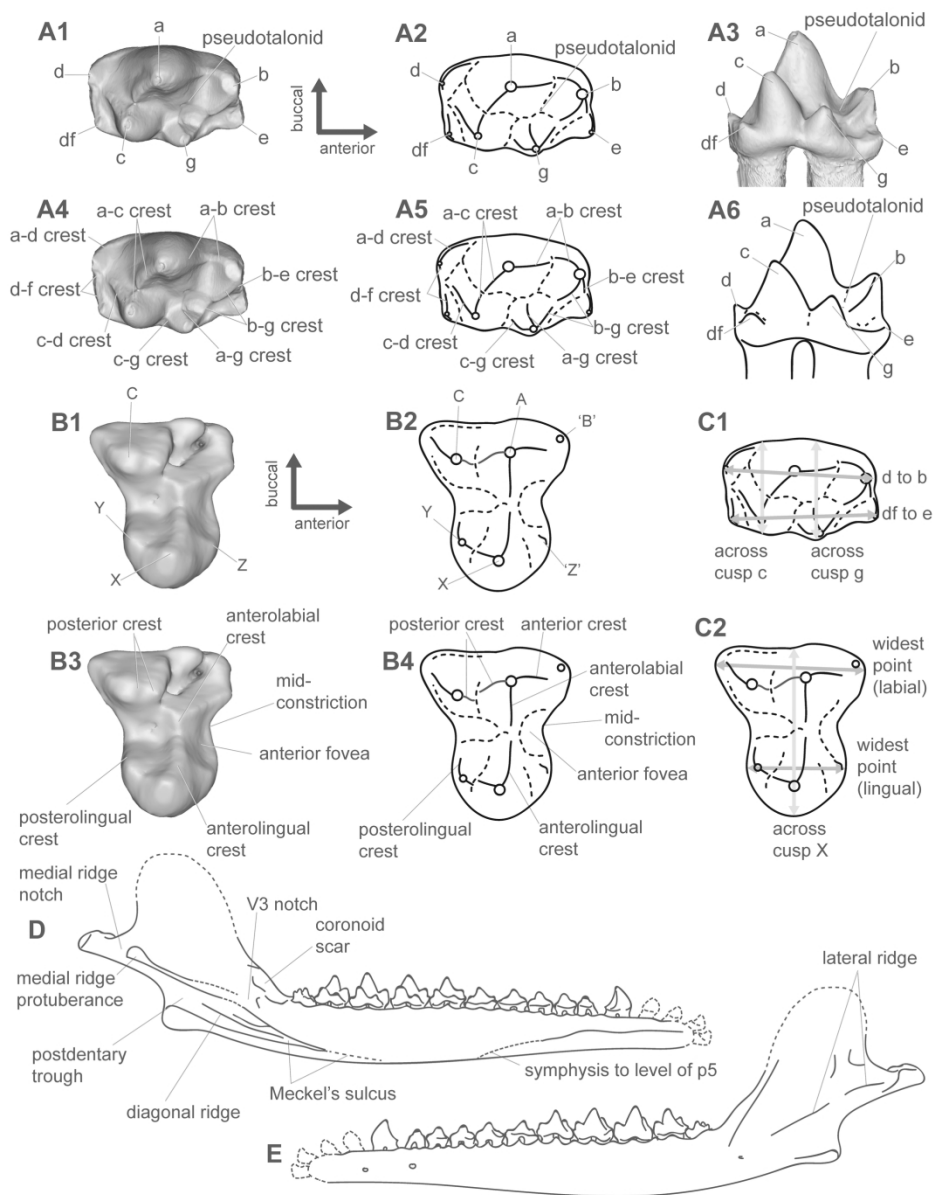 A1
a
pseudotalonid
d
b
df
c
g
e
buccal
anterior
A2
a
pseudotalonid
d
b
df
c
g
e
A3
a
pseudotalonid
c
b
d
df
e
g
A4
a-c crest
a-b crest
a-d crest
d-f crest
b-e crest
c-d crest
b-g crest
c-g crest
a-g crest
A5
a-c crest
a-b crest
a-d crest
d-f crest
b-e crest
c-d crest
b-g crest
c-g crest
a-g crest
A6
pseudotalonid
a
c
b
d
df
e
g
B1
C
Y
X
Z
buccal
anterior
B2
C
A
'B'
Y
X
'Z'
C1
d to b
df to e
across
cusp c
across
cusp g
B3
posterior crest
anterolabial
crest
mid-
constriction
anterior fovea
posterolingual
crest
anterolingual
crest
B4
posterior crest
anterior crest
anterolabial
crest
mid-
constriction
anterior fovea
posterolingual
crest
anterolingual
crest
C2
widest
point
(labial)
widest
point
(lingual)
across
cusp X
D
medial ridge
notch
V3 notch
coronoid
scar
medial ridge
protuberance
postdentary
trough
diagonal ridge
Meckel's sulcus
symphysis to level of p5
lateral ridge
E